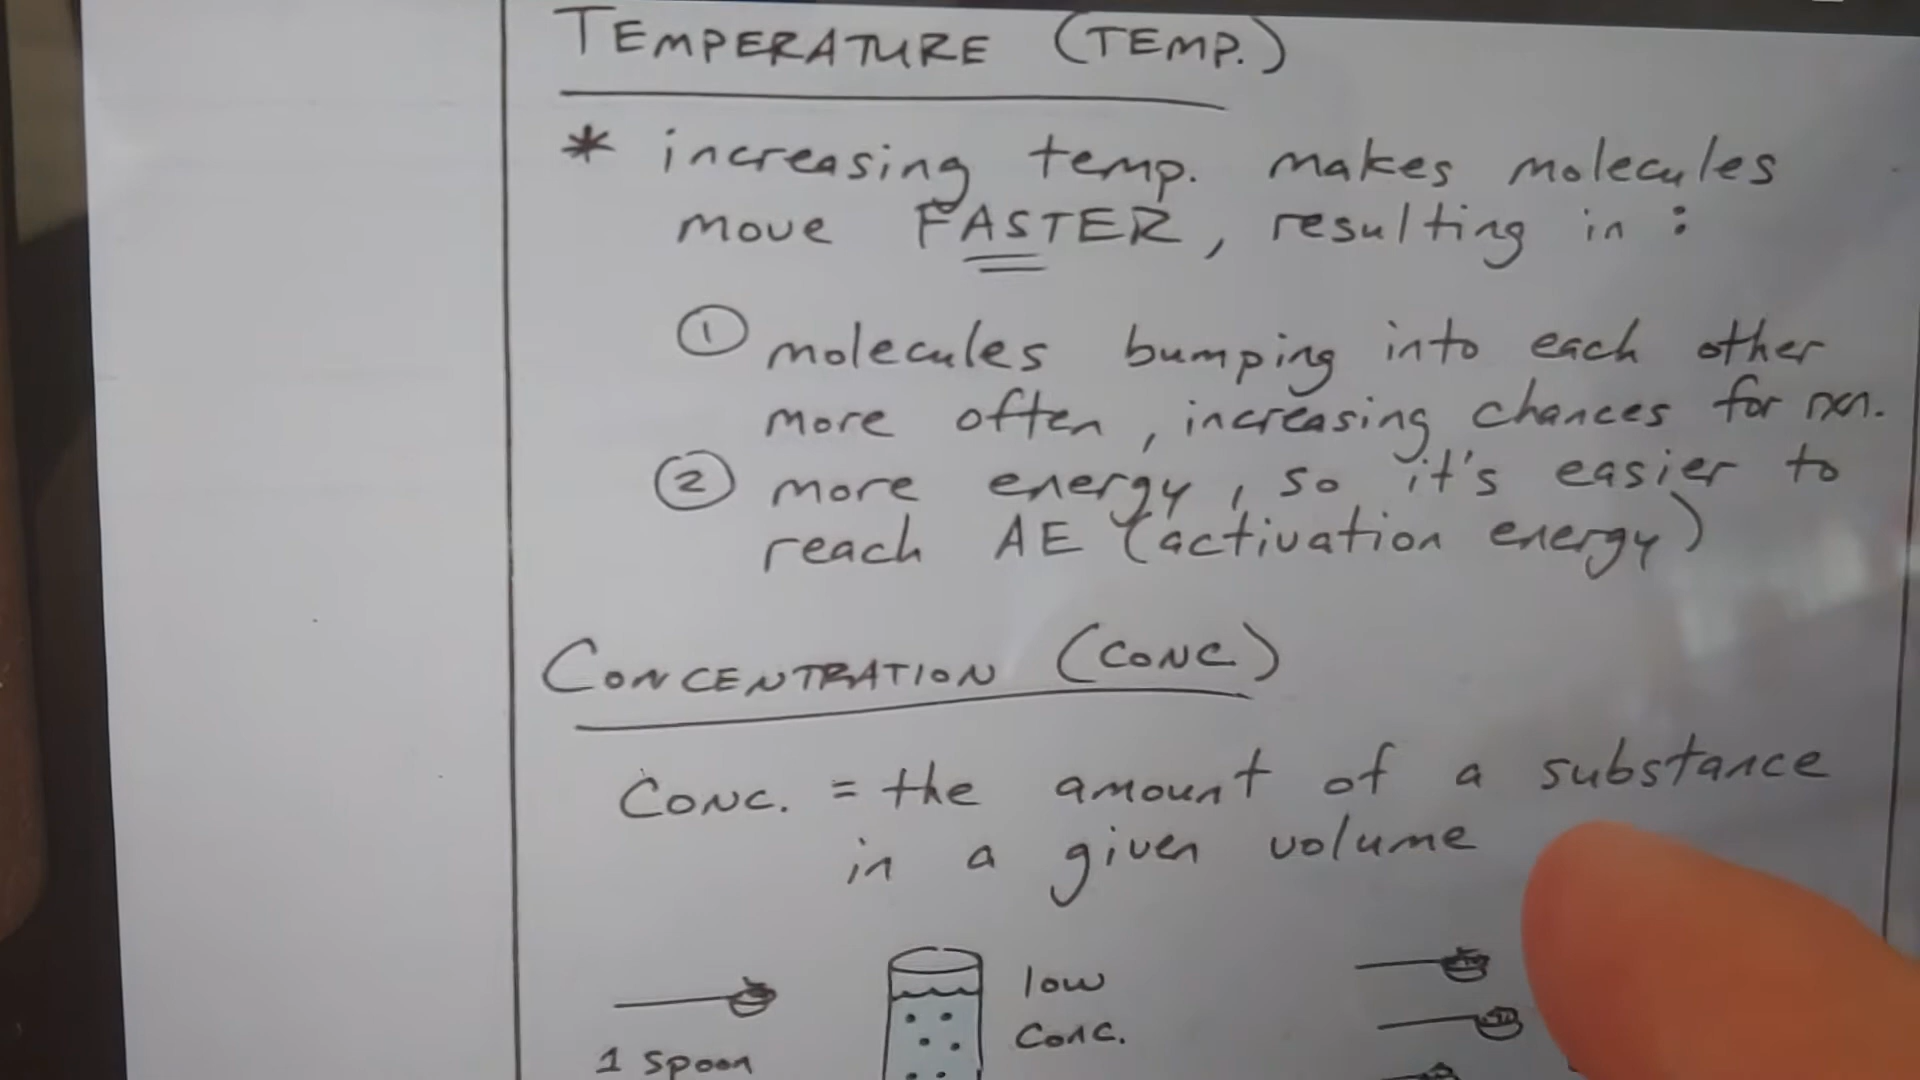 TEMPERATURE (TEMP.)
* increasing temp. makes molecules
move FASTER, resulting in :
① molecules bumping into each other
more often, increasing chances for rxn.
② more energy, so it's easier to
reach AE (activation energy)
CONCENTRATION (CONC)
CONC. = the amount of a substance
in a given volume
low
Conc.
1 spoon